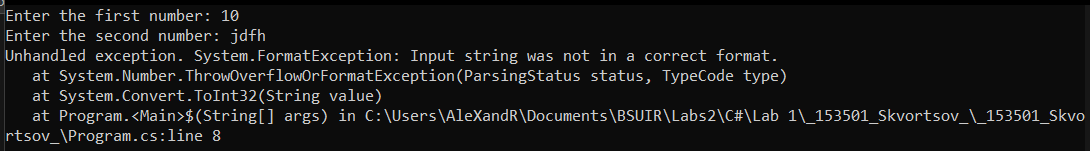 Enter the first number: 10
Enter the second number: jdfh
Unhandled exception. System.FormatException: Input string was not in a correct format.
   at System.Number.ThrowOverflowOrFormatException(ParsingStatus status, TypeCode type)
   at System.Convert.ToInt32(String value)
   at Program.<Main>$(String[] args) in C:\Users\AleXandR\Documents\BSUIR\Labs2\C#\Lab 1\_153501_Skvortsov_\_153501_Skvo
rtsov_\Program.cs:line 8